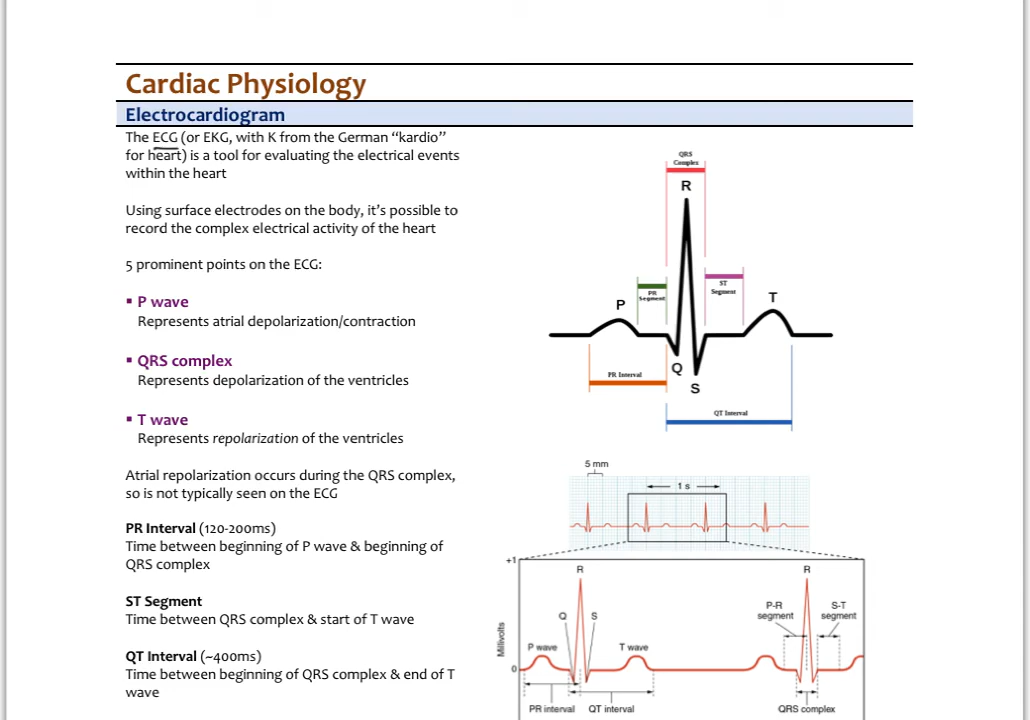 Cardiac Physiology
Electrocardiogram
The ECG (or EKG, with K from the German “kardio”
for heart) is a tool for evaluating the electrical events
within the heart
Using surface electrodes on the body, it’s possible to
record the complex electrical activity of the heart
5 prominent points on the ECG:
▪ P wave
Represents atrial depolarization/contraction
▪ QRS complex
Represents depolarization of the ventricles
▪ T wave
Represents repolarization of the ventricles
Atrial repolarization occurs during the QRS complex,
so is not typically seen on the ECG
PR Interval (120-200ms)
Time between beginning of P wave & beginning of
QRS complex
ST Segment
Time between QRS complex & start of T wave
QT Interval (~400ms)
Time between beginning of QRS complex & end of T
wave
QRS
Complex
R
PR
Segment
ST
Segment
P
T
Q
S
PR Interval
QT Interval
5 mm
1 s
+1
R
R
P-R
segment
S-T
segment
Q
S
Millivolts
P wave
T wave
0
PR interval
QT interval
QRS complex